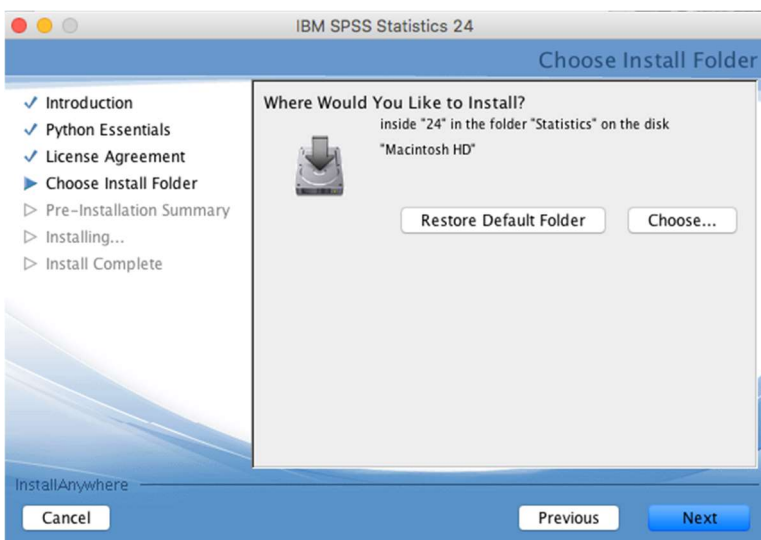 IBM SPSS Statistics 24
Choose Install Folder
Introduction
Python Essentials
License Agreement
Choose Install Folder
Pre-Installation Summary
Installing...
Install Complete
Where Would You Like to Install?
inside "24" in the folder "Statistics" on the disk
"Macintosh HD"
Restore Default Folder
Choose...
InstallAnywhere
Cancel
Previous
Next